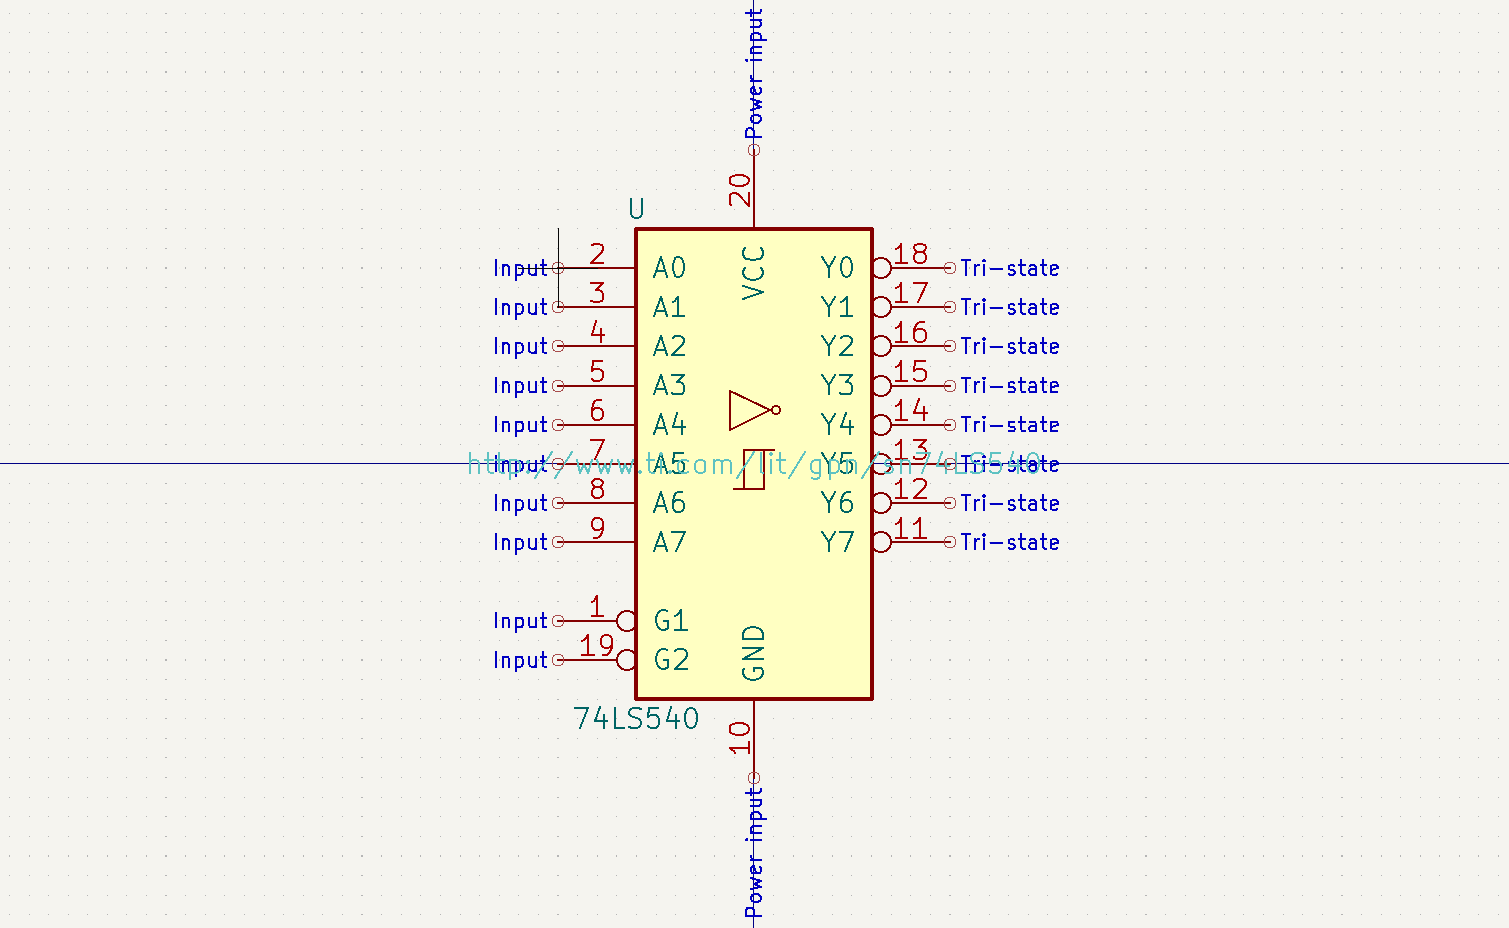 Power input
20
U
VCC
Input 2 A0 Y0 18 Tri-state
Input 3 A1 Y1 17 Tri-state
Input 4 A2 Y2 16 Tri-state
Input 5 A3 Y3 15 Tri-state
Input 6 A4 Y4 14 Tri-state
Input 7 A5 Y5 13 Tri-state
http://www.ti.com/lit/gpn/sn74LS540
Input 8 A6 Y6 12 Tri-state
Input 9 A7 Y7 11 Tri-state
Input 1 G1
Input 19 G2
GND
74LS540
10
Power input